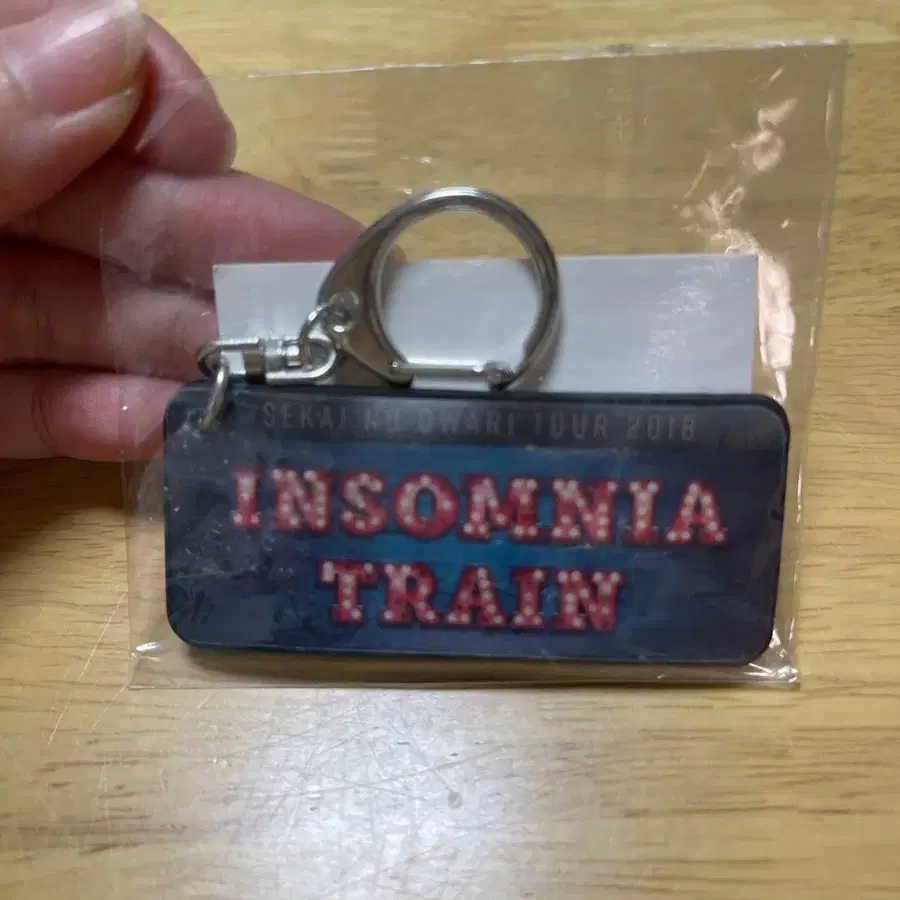 SEKAI NO OWARI TOUR 2018
INSOMNIA
TRAIN